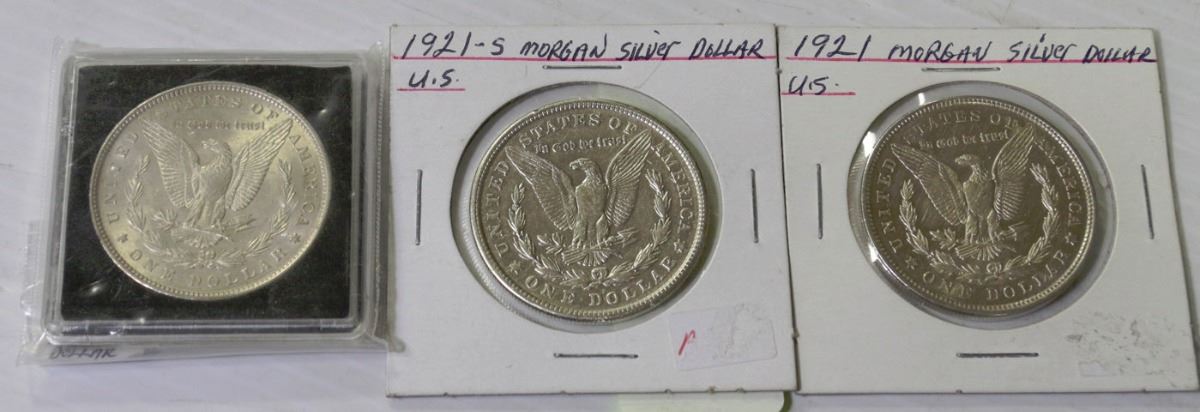 UNITED STATES OF AMERICA
In God we trust
ONE DOLLAR
DOLLAR
1921-S MORGAN SILVER DOLLAR
U.S.
UNITED STATES OF AMERICA
In God we trust
ONE DOLLAR
1921 MORGAN SILVER DOLLAR
U.S.
UNITED STATES OF AMERICA
In God we trust
ONE DOLLAR